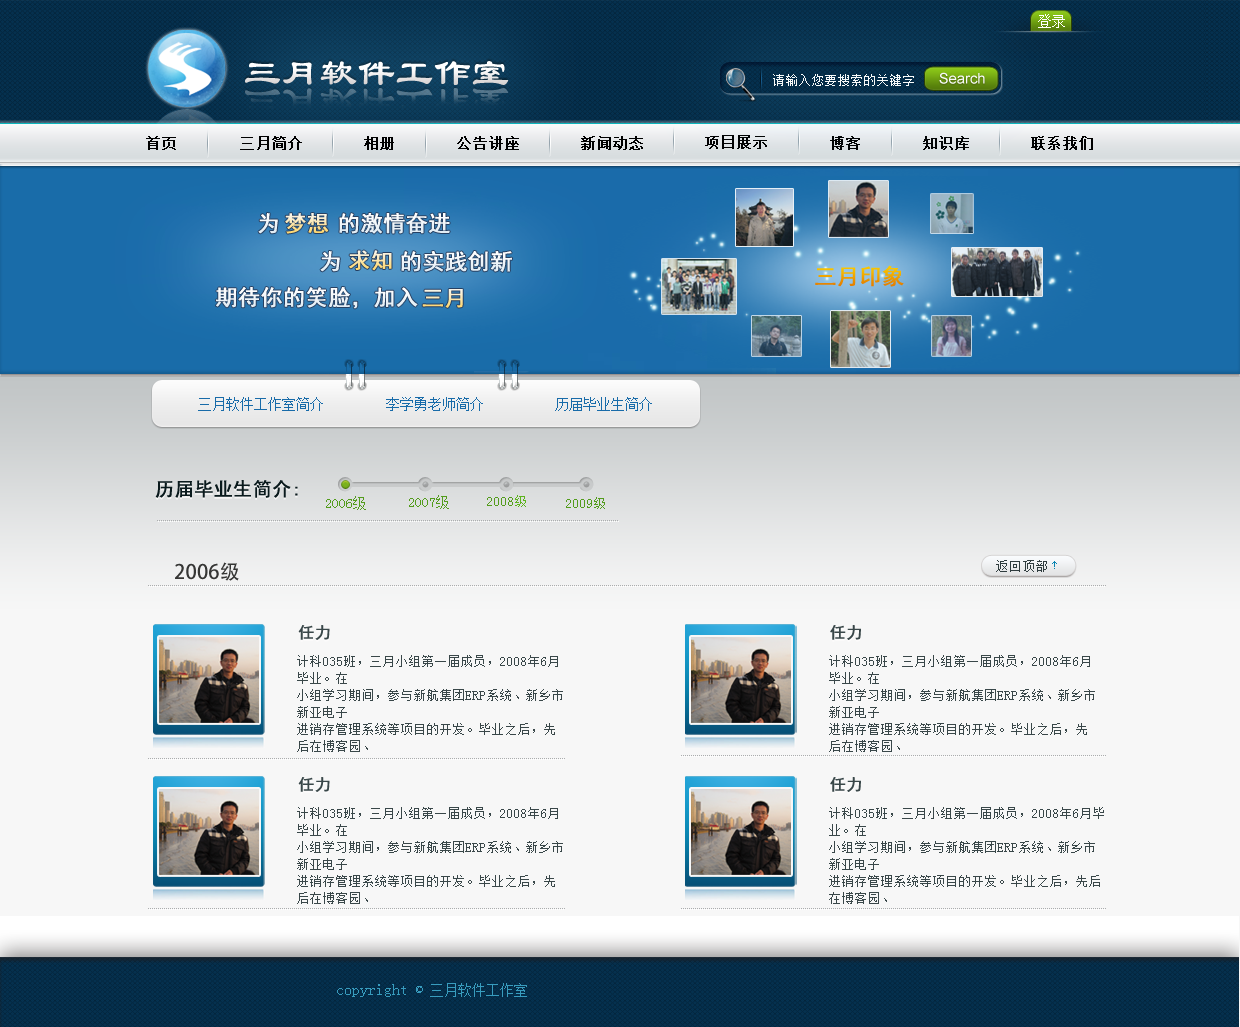 登录
三月软件工作室
请输入您要搜索的关键字 Search
首页 三月简介 相册 公告讲座 新闻动态 项目展示 博客 知识库 联系我们
为 梦想 的激情奋进
为 求知 的实践创新
期待你的笑脸，加入 三月
三月印象
三月软件工作室简介 李学勇老师简介 历届毕业生简介
历届毕业生简介：
2006级 2007级 2008级 2009级
2006级
返回顶部↑
任力
计科035班，三月小组第一届成员，2008年6月
毕业。在
小组学习期间，参与新航集团ERP系统、新乡市
新亚电子
进销存管理系统等项目的开发。毕业之后，先
后在博客园、
任力
计科035班，三月小组第一届成员，2008年6月
毕业。在
小组学习期间，参与新航集团ERP系统、新乡市
新亚电子
进销存管理系统等项目的开发。毕业之后，先
后在博客园、
任力
计科035班，三月小组第一届成员，2008年6月
毕业。在
小组学习期间，参与新航集团ERP系统、新乡市
新亚电子
进销存管理系统等项目的开发。毕业之后，先
后在博客园、
任力
计科035班，三月小组第一届成员，2008年6月毕
业。在
小组学习期间，参与新航集团ERP系统、新乡市
新亚电子
进销存管理系统等项目的开发。毕业之后，先后
在博客园、
copyright © 三月软件工作室